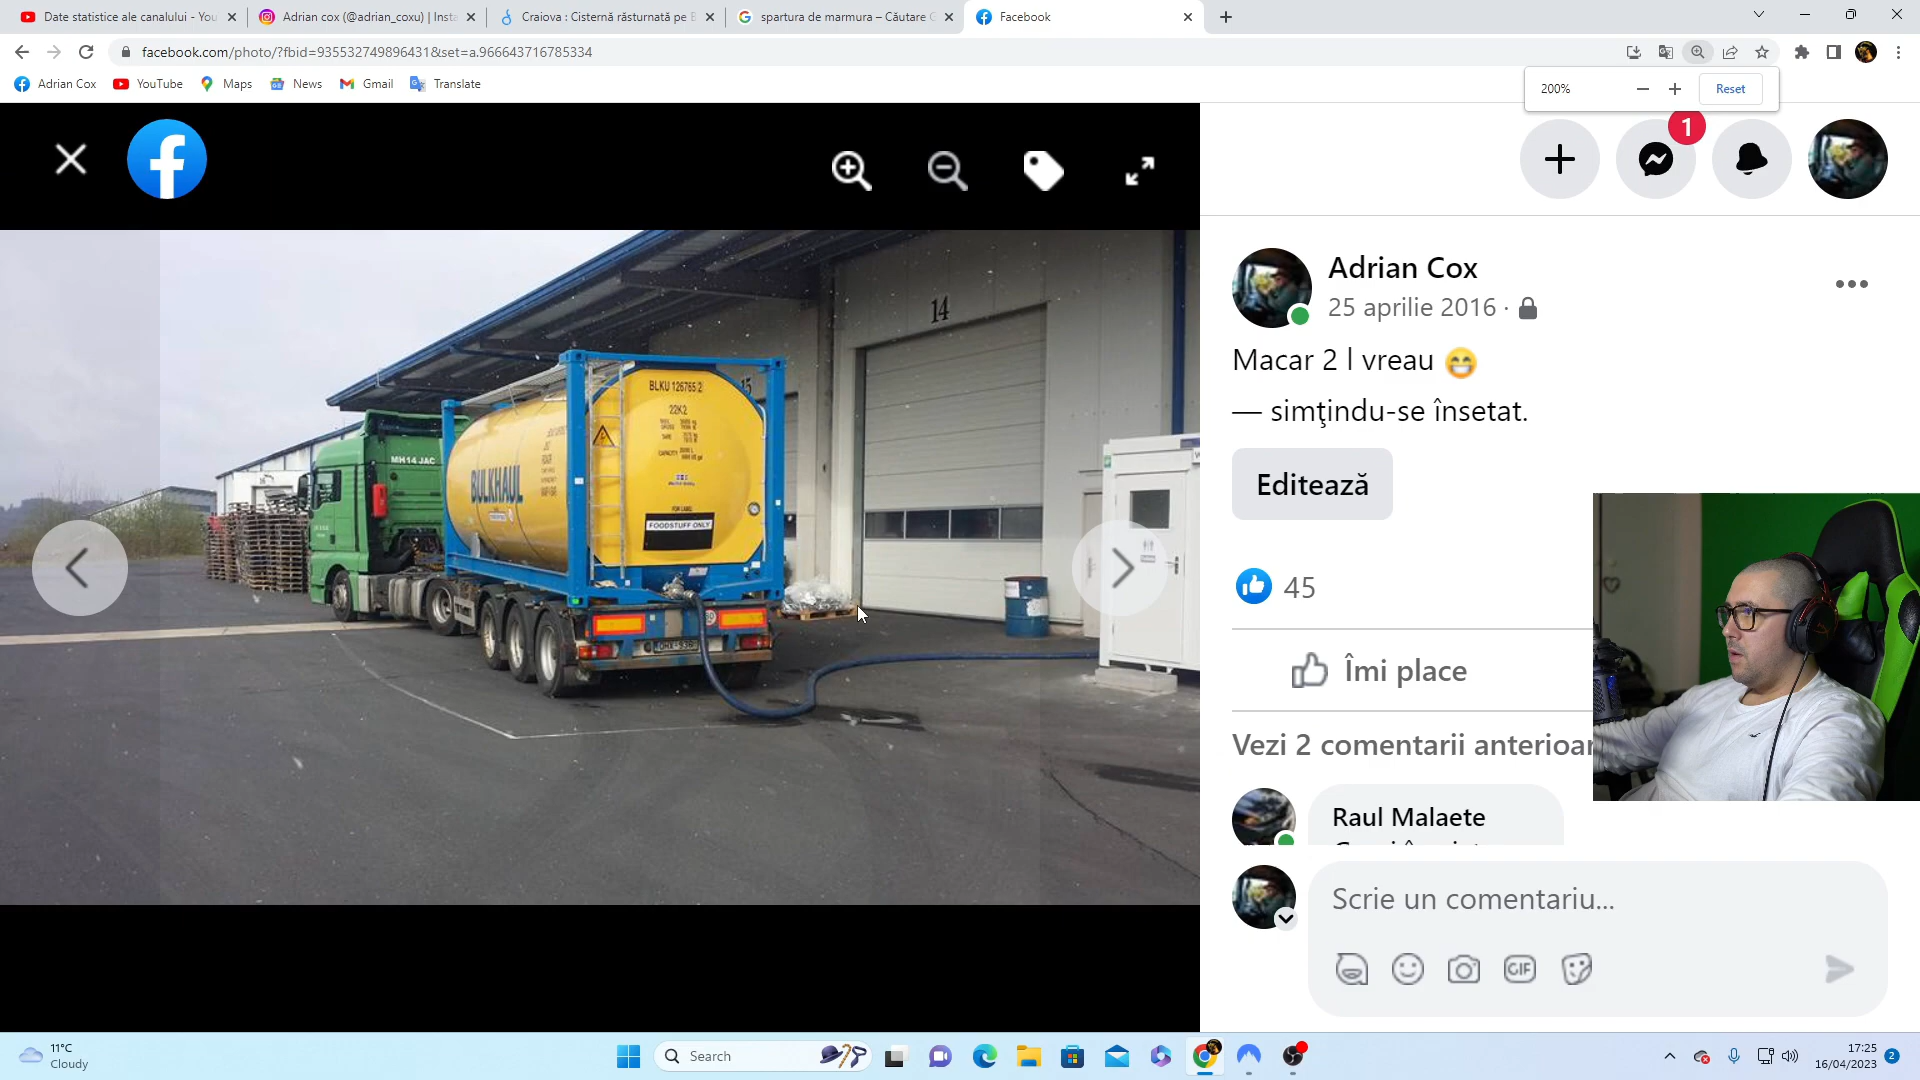 Date statistice ale canalului - You
Adrian cox (@adrian_coxu) | Insta
Craiova : Cisternă răsturnată pe
spartura de marmura – Căutare
Facebook
facebook.com/photo/?fbid=935532749896431&set=a.966643716785334
Adrian Cox
YouTube
Maps
News
Gmail
Translate
200%
Reset
1
Adrian Cox
25 aprilie 2016 ·
Macar 2 l vreau
— simţindu-se însetat.
Editează
45
Îmi place
Vezi 2 comentarii anterioar
Raul Malaete
Scrie un comentariu...
GIF
14
15
MH14 JAC
BULKHAUL
BLKU 126765 2
22K2
FOODSTUFF ONLY
11°C
Cloudy
Search
17:25
16/04/2023
2